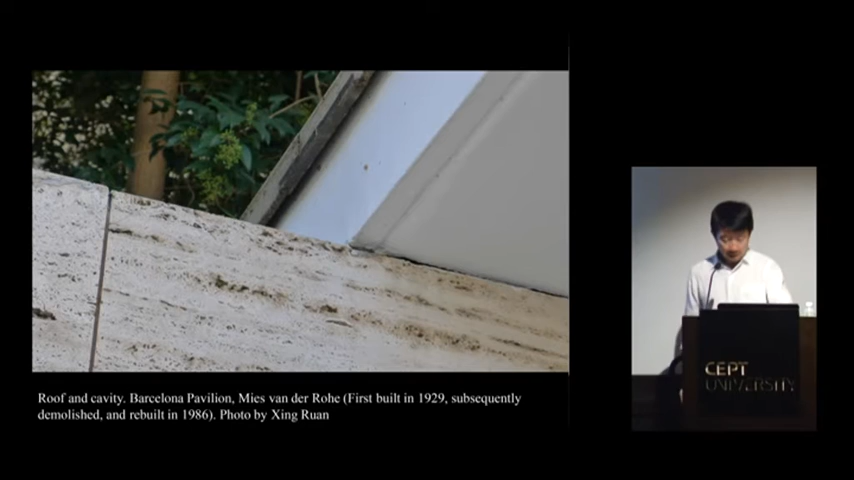 Roof and cavity. Barcelona Pavilion, Mies van der Rohe (First built in 1929, subsequently
demolished, and rebuilt in 1986). Photo by Xing Ruan
CEPT
UNIVERSITY